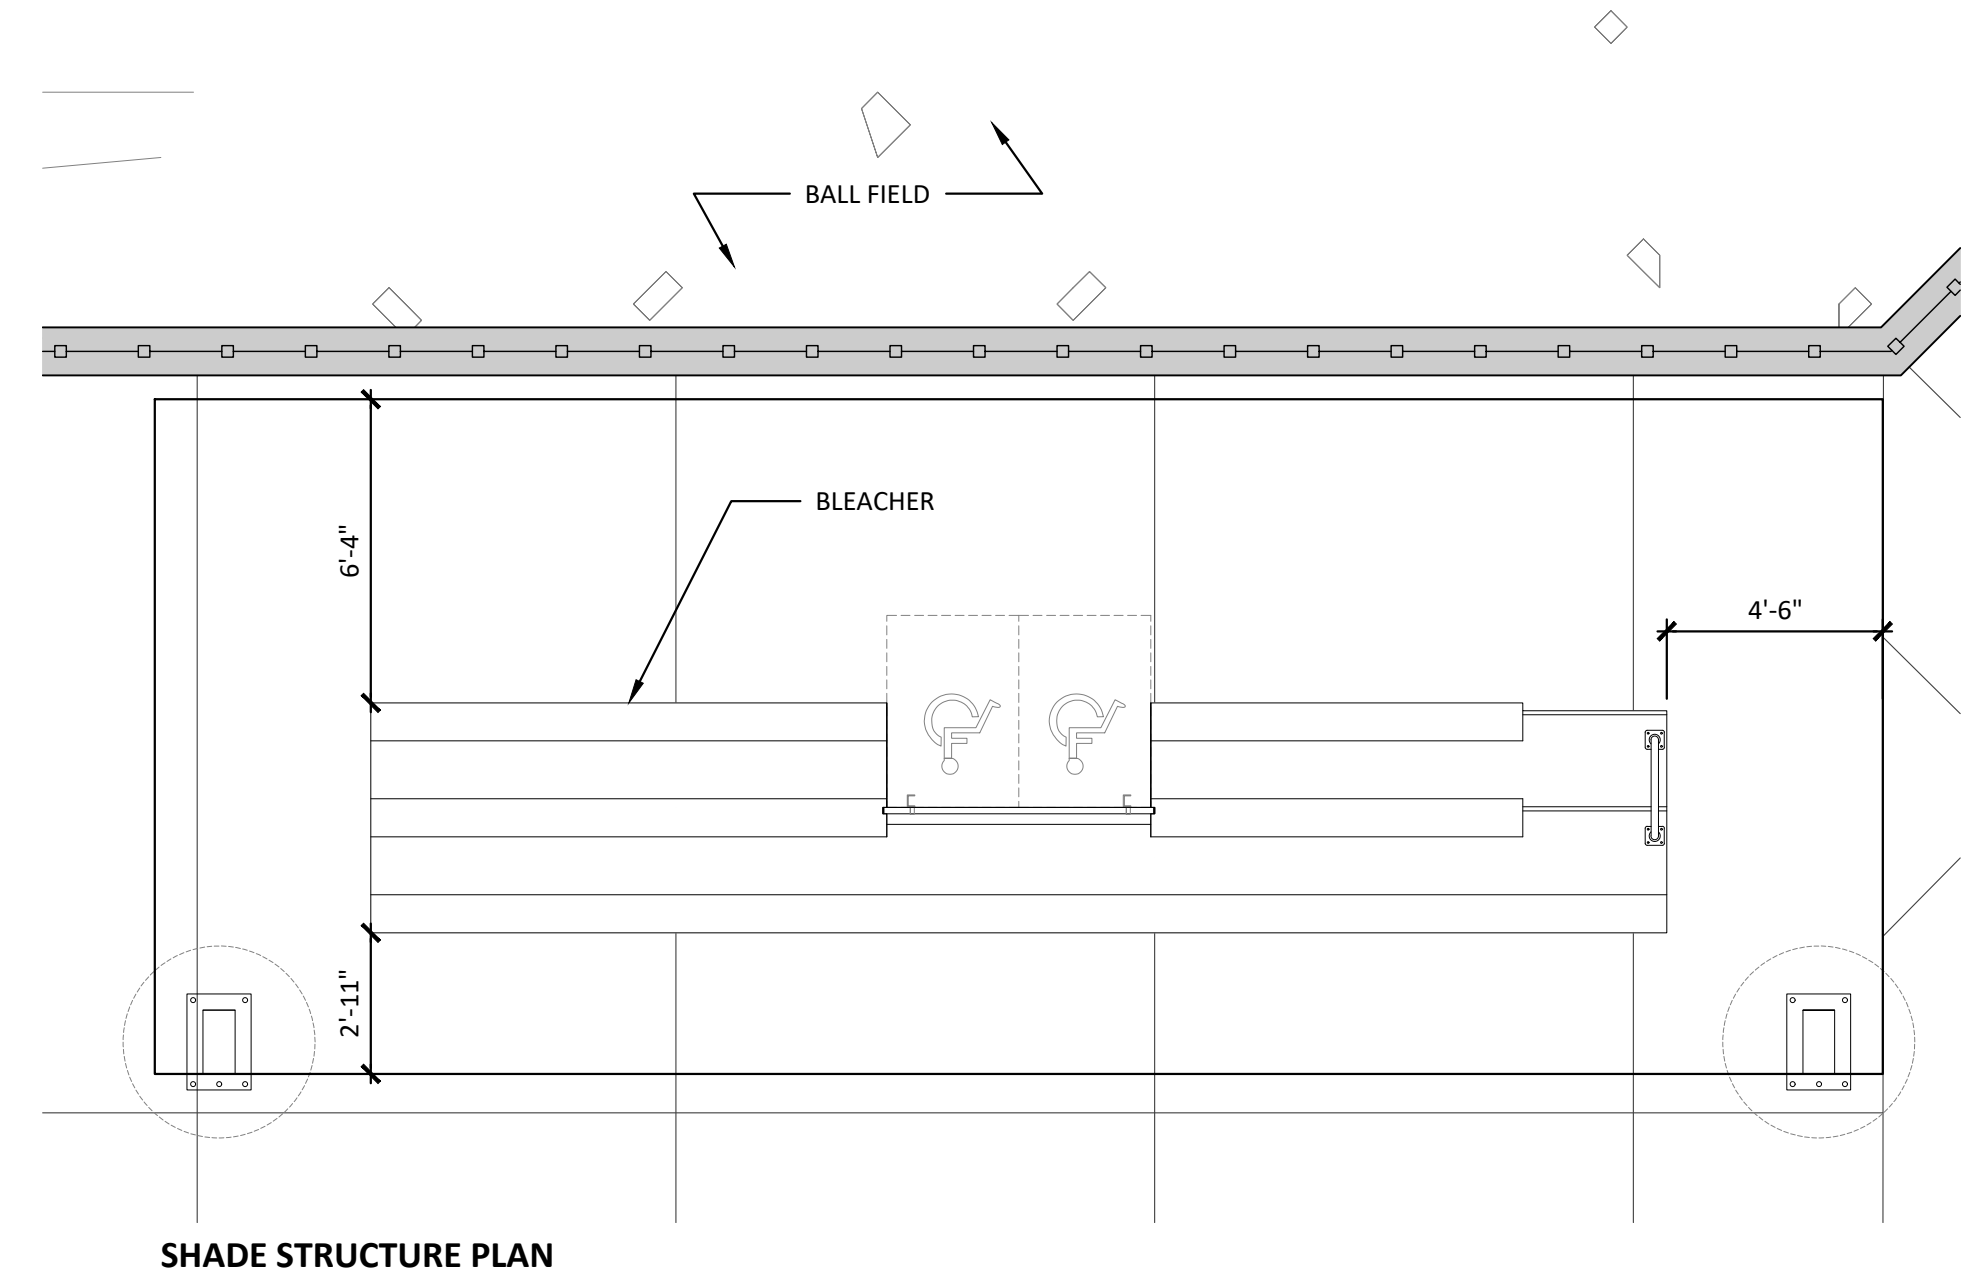 BALL FIELD
BLEACHER
6'-4"
4'-6"
2'-11"
SHADE STRUCTURE PLAN